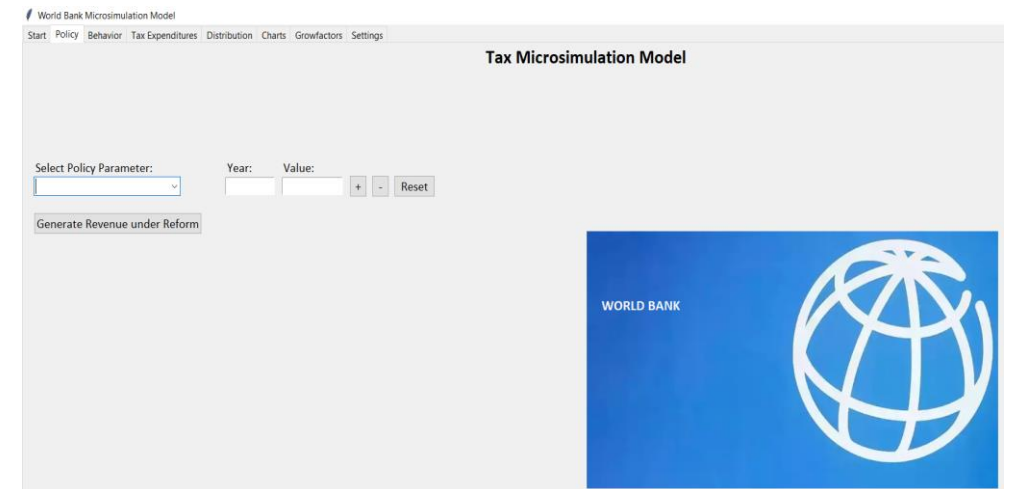 World Bank Microsimulation Model
Start Policy Behavior Tax Expenditures Distribution Charts Growfactors Settings
Tax Microsimulation Model
Select Policy Parameter: Year: Value:
+ - Reset
Generate Revenue under Reform
WORLD BANK